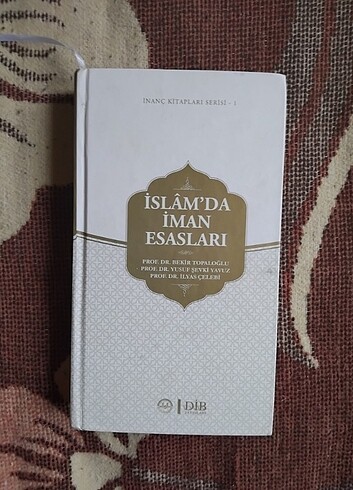 İNANÇ KİTAPLARI SERİSİ - 1
İSLÂM'DA
İMAN
ESASLARI
PROF. DR. BEKİR TOPALOĞLU
PROF. DR. YUSUF ŞEVKİ YAVUZ
PROF. DR. İLYAS ÇELEBİ
DİB
YAYINLARI